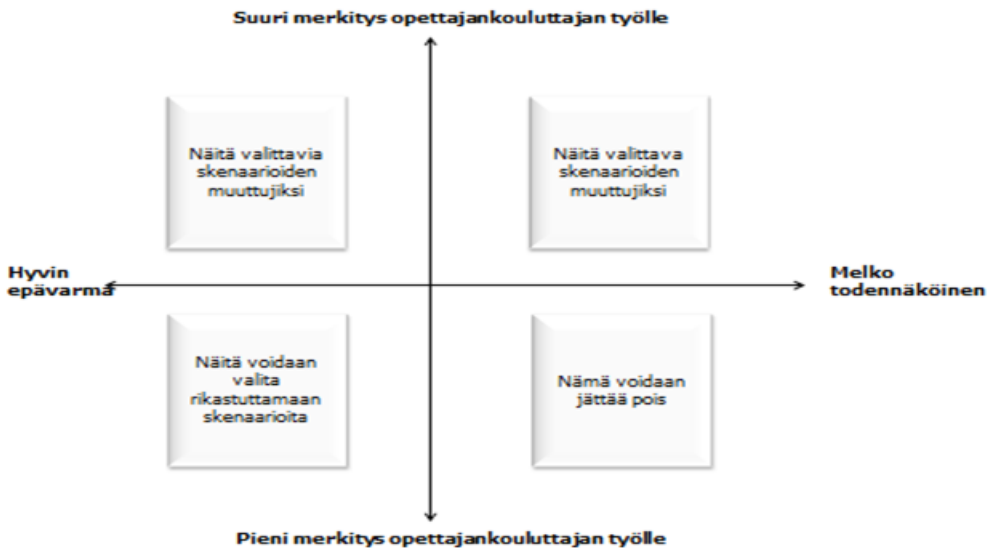 Suuri merkitys opettajankouluttajan työlle
Näitä valittavia
skenaarioiden
muuttujiksi
Näitä valittava
skenaarioiden
muuttujiksi
Hyvin
epävarma
Melko
todennäköinen
Näitä voidaan
valita
rikastuttamaan
skenaarioita
Nämä voidaan
jättää pois
Pieni merkitys opettajankouluttajan työlle